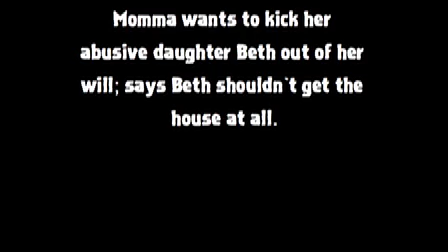 Momma wants to kick her
abusive daughter Beth out of her
will; says Beth shouldn`t get the
house at all.